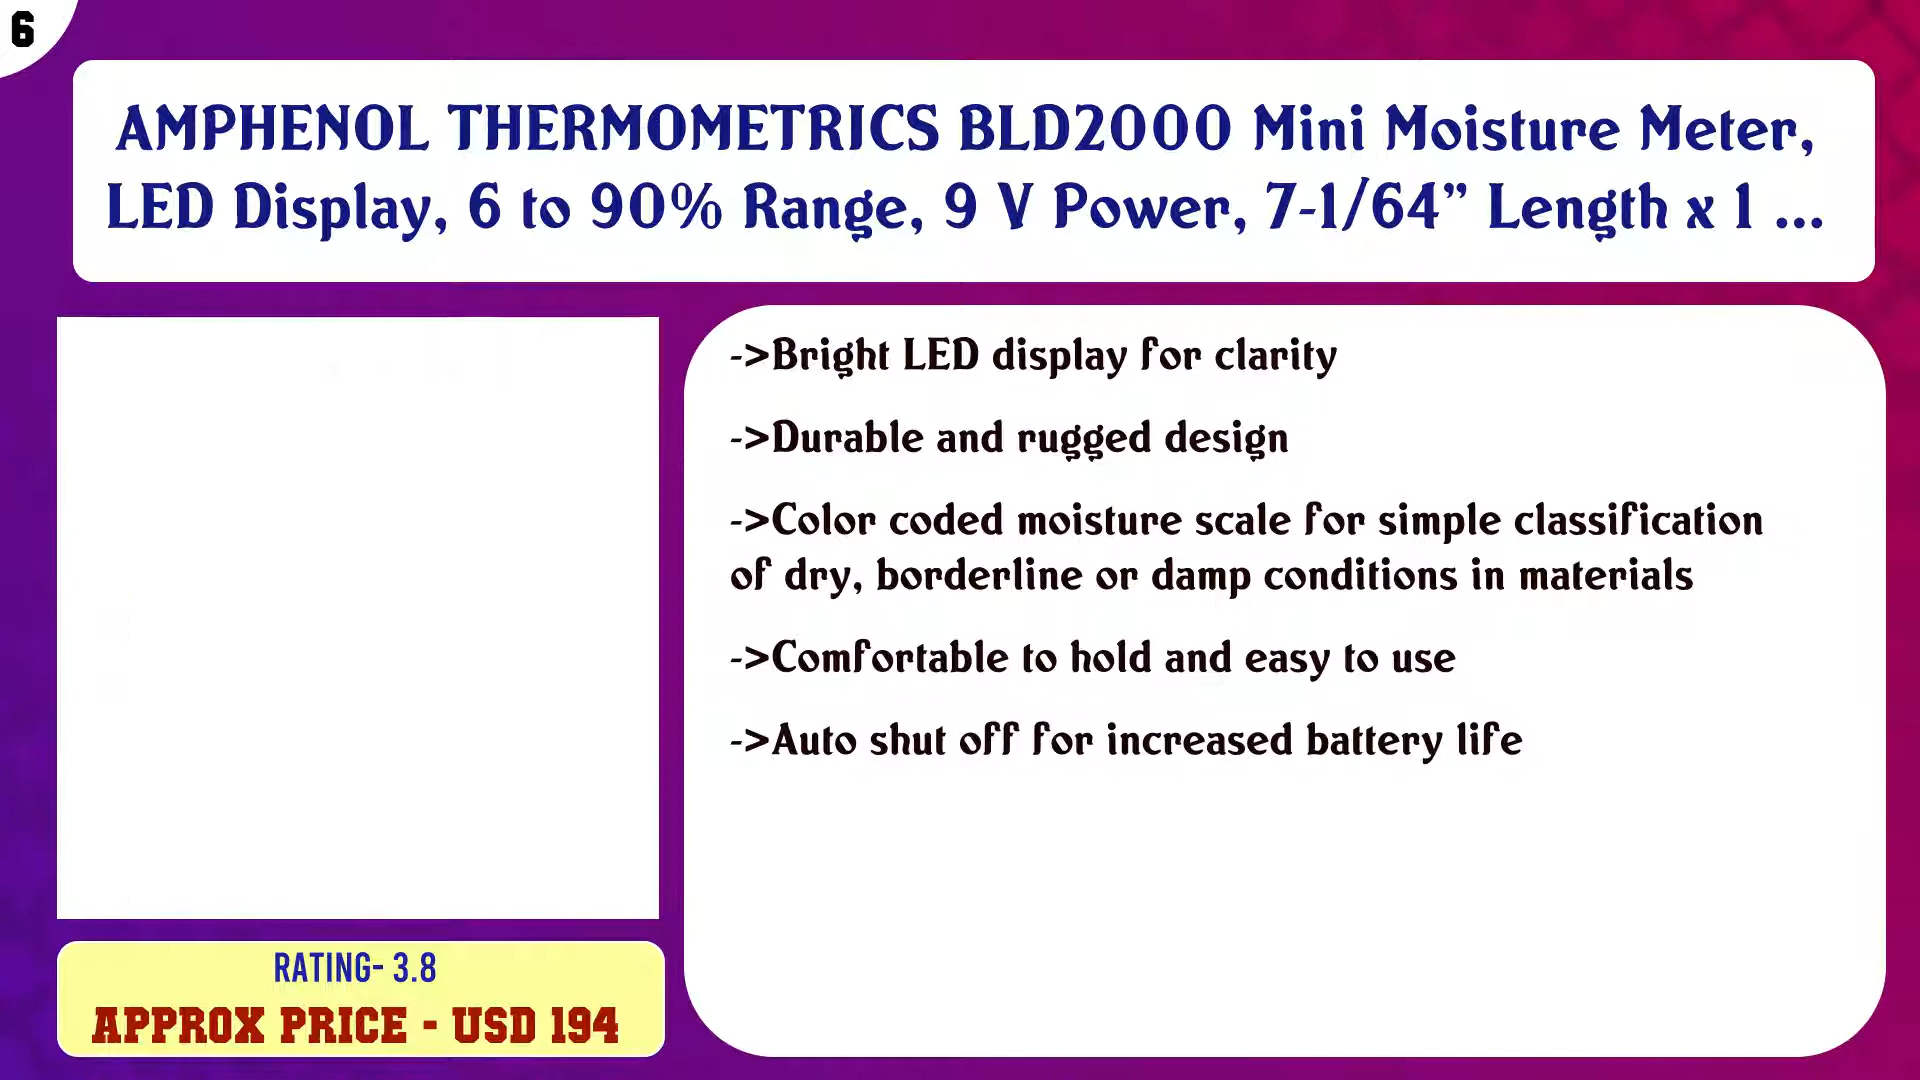 6
AMPHENOL THERMOMETRICS BLD2000 Mini Moisture Meter,
LED Display, 6 to 90% Range, 9 V Power, 7-1/64” Length x 1 ...
->Bright LED display for clarity
->Durable and rugged design
->Color coded moisture scale for simple classification
of dry, borderline or damp conditions in materials
->Comfortable to hold and easy to use
->Auto shut off for increased battery life
RATING- 3.8
APPROX PRICE - USD 194